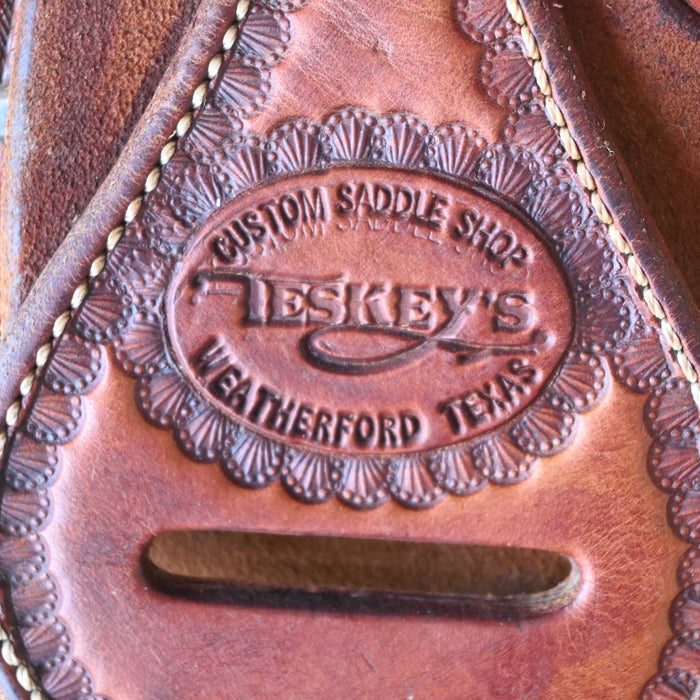 CUSTOM SADDLE SHOP
TESKEY'S
WEATHERFORD TEXAS